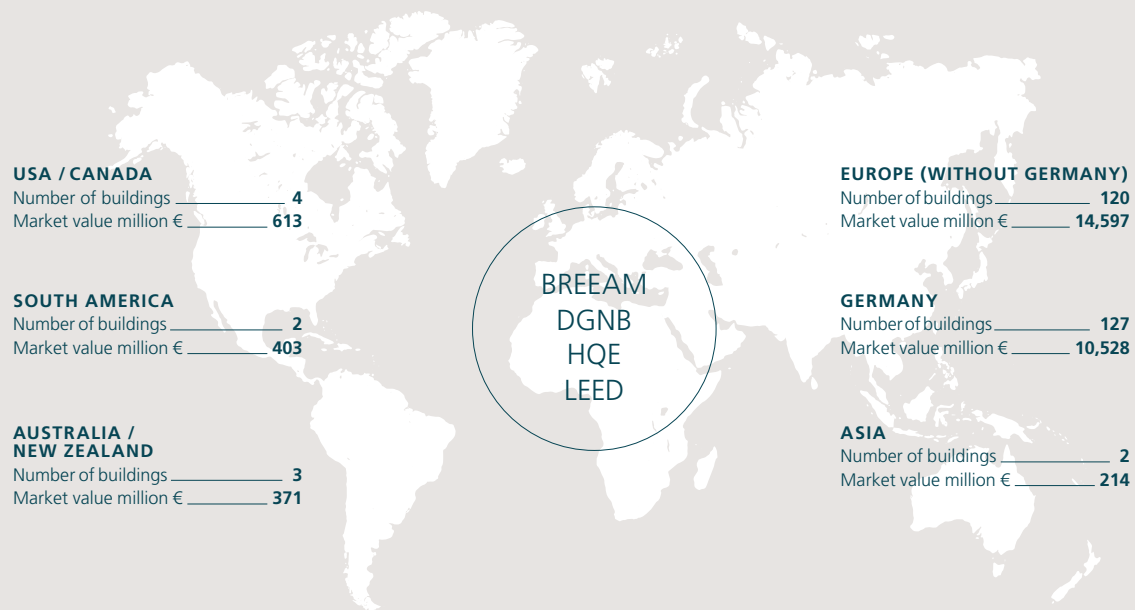 USA / CANADA
Number of buildings 4
Market value million € 613
SOUTH AMERICA
Number of buildings 2
Market value million € 403
AUSTRALIA /
NEW ZEALAND
Number of buildings 3
Market value million € 371
BREEAM
DGNB
HQE
LEED
EUROPE (WITHOUT GERMANY)
Number of buildings 120
Market value million € 14,597
GERMANY
Number of buildings 127
Market value million € 10,528
ASIA
Number of buildings 2
Market value million € 214